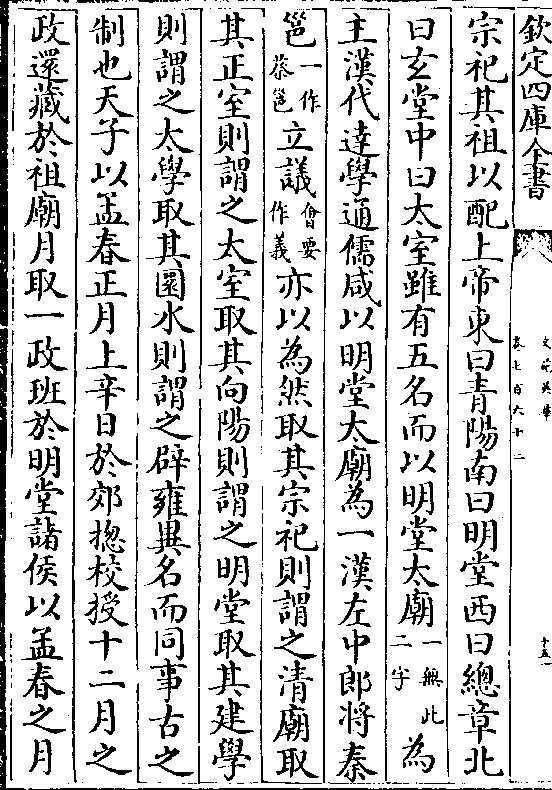 欽定四庫全書
文苑英華
卷七百六十二
十五
宗祀其祖以配上帝東曰青陽南曰明堂西曰總章北
曰玄堂中曰太室雖有五名而以明堂太廟一無此二字為
主漢代達學通儒咸以明堂太廟為一漢左中郎將秦
邕一作蔡邕立議會要作義亦以為然取其宗祀則謂之清廟取
其正室則謂之太室取其向陽則謂之明堂取其建學
則謂之太學取其圜水則謂之辟雍異名而同事古之
制也天子以孟春正月上辛日於郊揔校授十二月之
政還藏於祖廟月取一政班於明堂諸侯以孟春之月